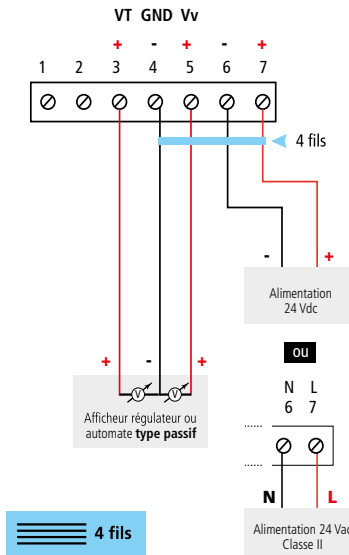 VT GND Vv
+ - + - +
1 2 3 4 5 6 7
4 fils
- +
Alimentation
24 Vdc
ou
+ - +
V V
Afficheur régulateur ou
automate type passif
N L
6 7
N L
4 fils
Alimentation 24 Vac
Classe II